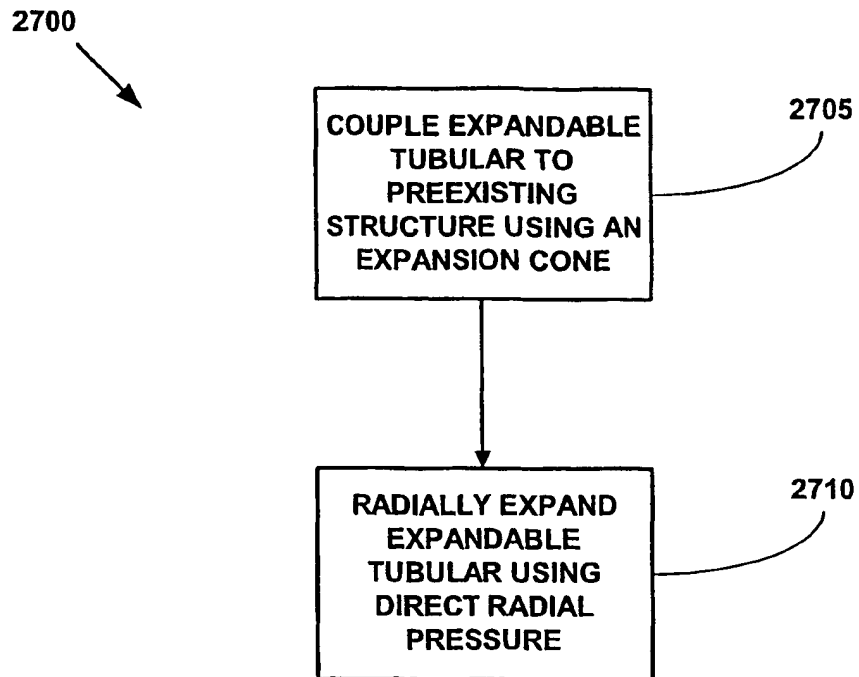 2700
COUPLE EXPANDABLE
TUBULAR TO
PREEXISTING
STRUCTURE USING AN
EXPANSION CONE
2705
RADIALLY EXPAND
EXPANDABLE
TUBULAR USING
DIRECT RADIAL
PRESSURE
2710